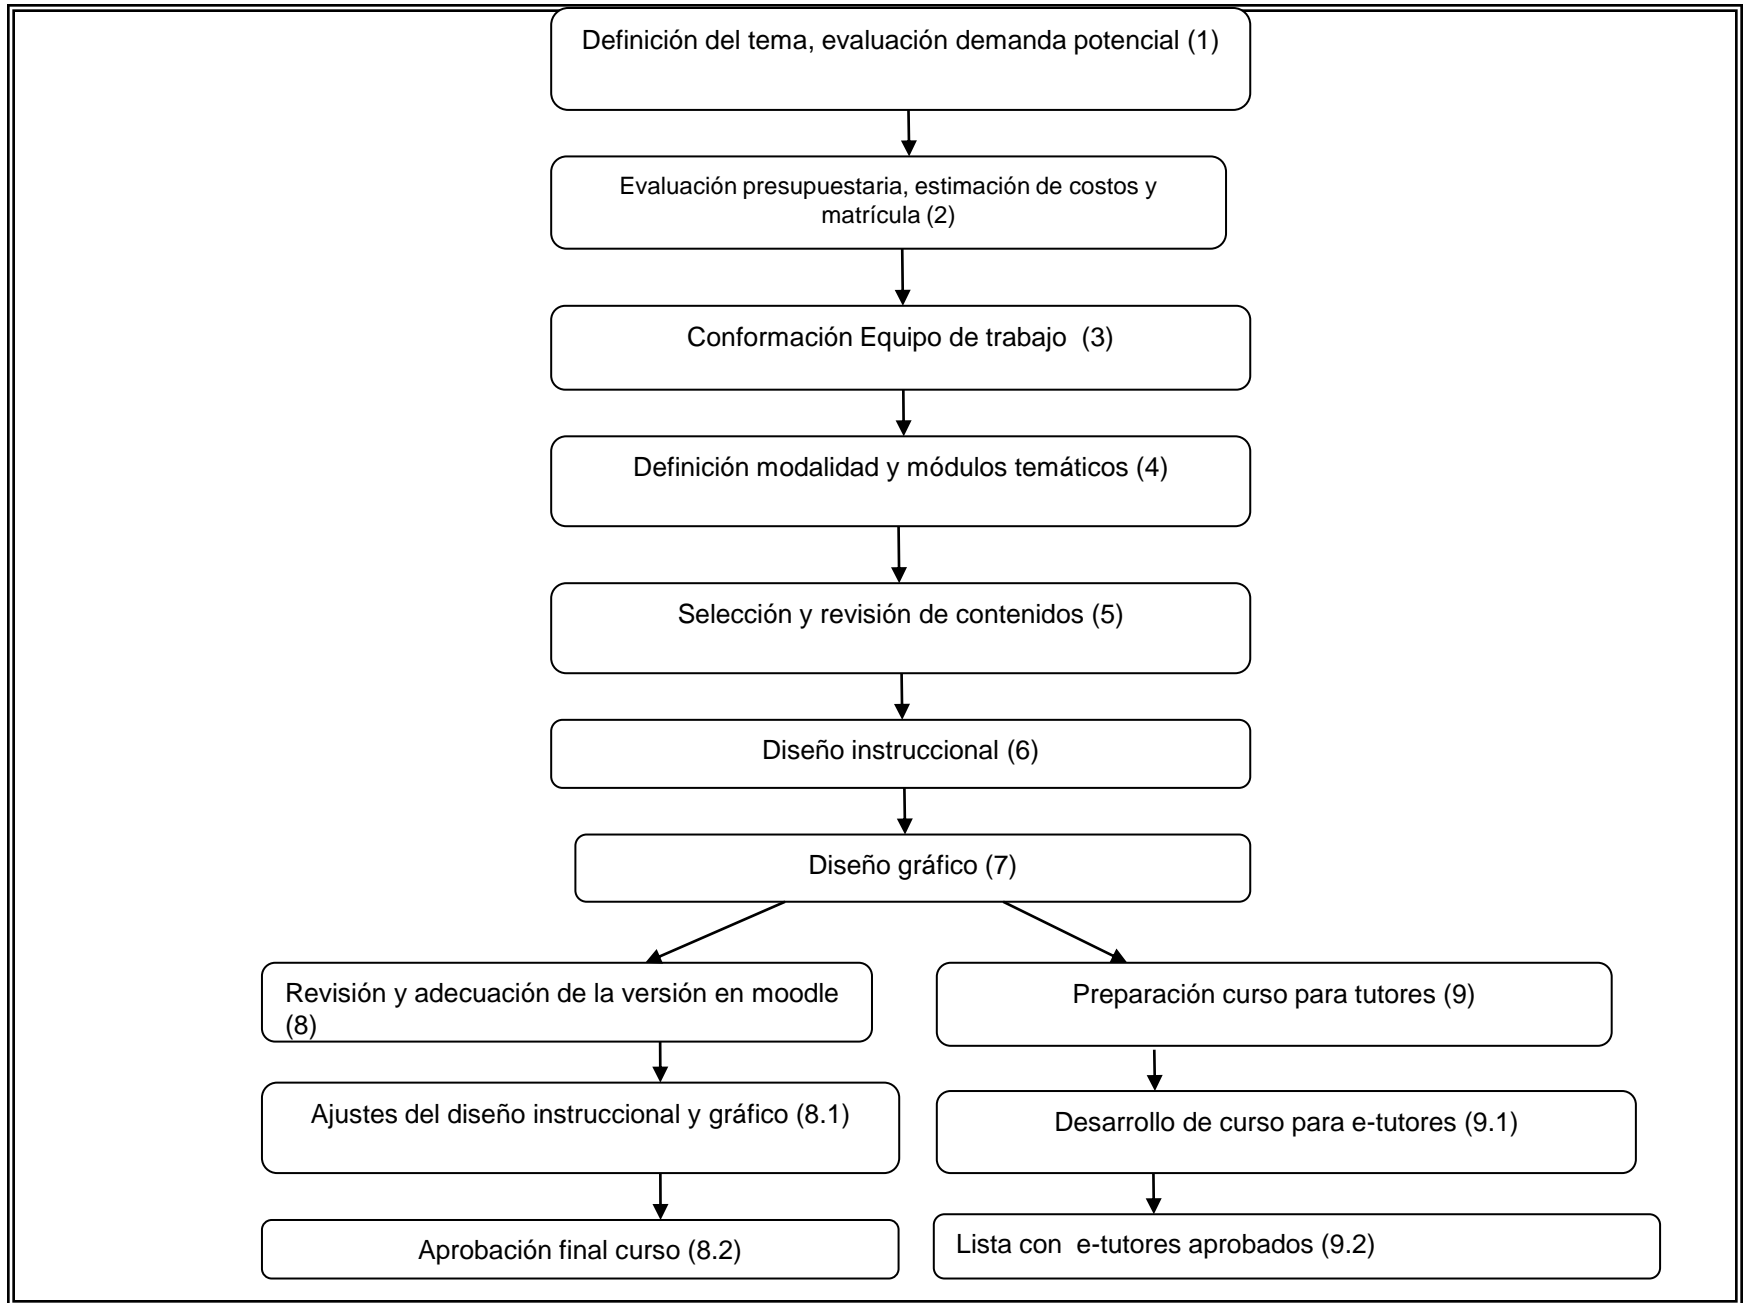 Definición del tema, evaluación demanda potencial (1)
Evaluación presupuestaria, estimación de costos y
matrícula (2)
Conformación Equipo de trabajo  (3)
Definición modalidad y módulos temáticos (4)
Selección y revisión de contenidos (5)
Diseño instruccional (6)
Diseño gráfico (7)
Revisión y adecuación de la versión en moodle
(8)
Ajustes del diseño instruccional y gráfico (8.1)
Aprobación final curso (8.2)
Preparación curso para tutores (9)
Desarrollo de curso para e-tutores (9.1)
Lista con  e-tutores aprobados (9.2)